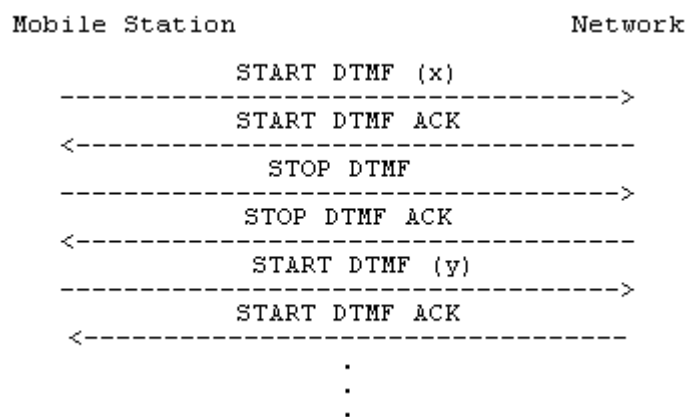 Mobile Station Network
START DTMF (x)
START DTMF ACK
STOP DTMF
STOP DTMF ACK
START DTMF (y)
START DTMF ACK
.
.
.